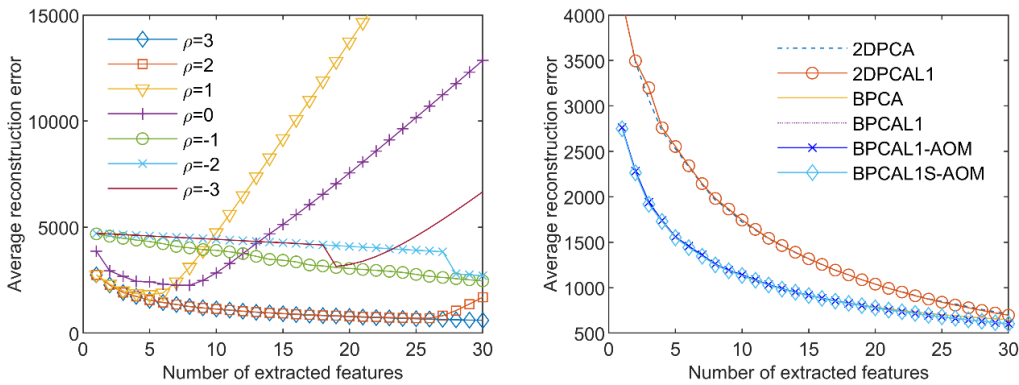 15000
10000
5000
0
Average reconstruction error
ρ=3
ρ=2
ρ=1
ρ=0
ρ=-1
ρ=-2
ρ=-3
0 5 10 15 20 25 30
Number of extracted features
4000
3500
3000
2500
2000
1500
1000
500
Average reconstruction error
2DPCA
2DPCAL1
BPCA
BPCAL1
BPCAL1-AOM
BPCAL1S-AOM
0 5 10 15 20 25 30
Number of extracted features